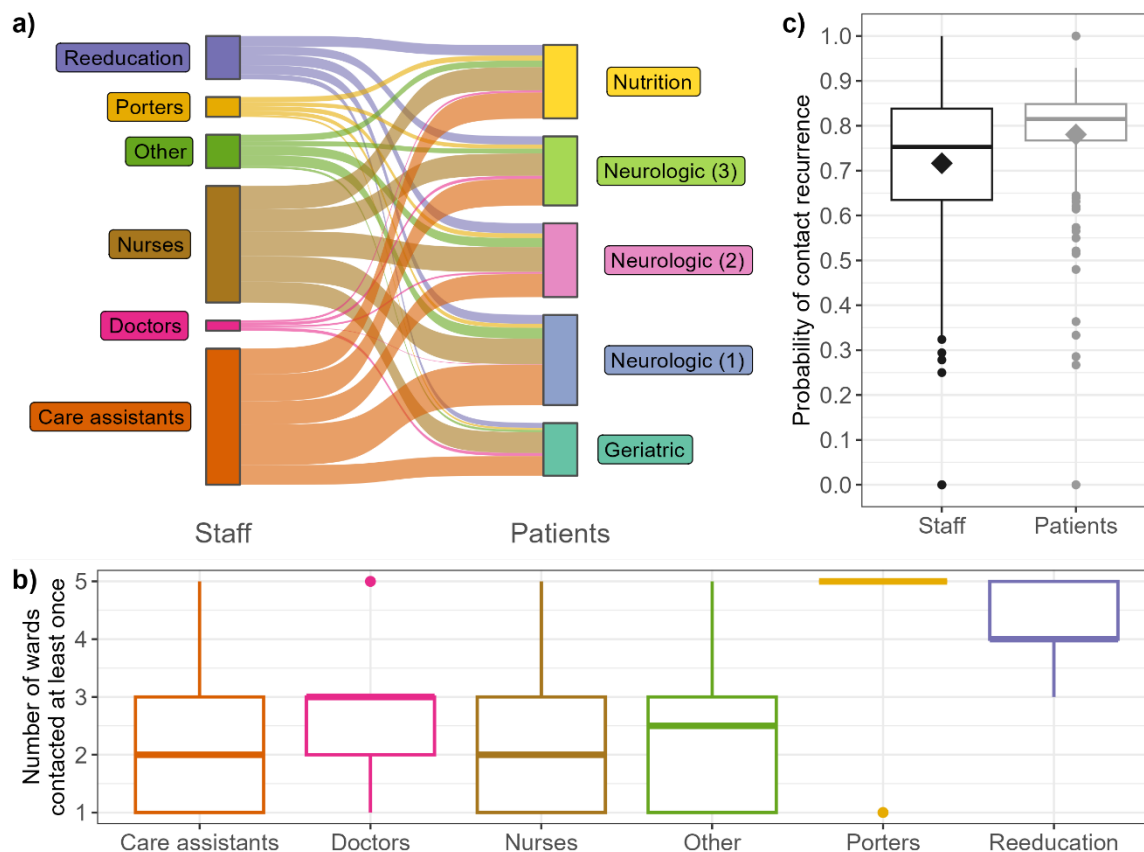 a)
Reeducation
Porters
Other
Nurses
Doctors
Care assistants
Nutrition
Neurologic (3)
Neurologic (2)
Neurologic (1)
Geriatric
Staff
Patients
c)
Probability of contact recurrence
1.0
0.9
0.8
0.7
0.6
0.5
0.4
0.3
0.2
0.1
0.0
Staff
Patients
b)
Number of wards
contacted at least once
5
4
3
2
1
Care assistants
Doctors
Nurses
Other
Porters
Reeducation